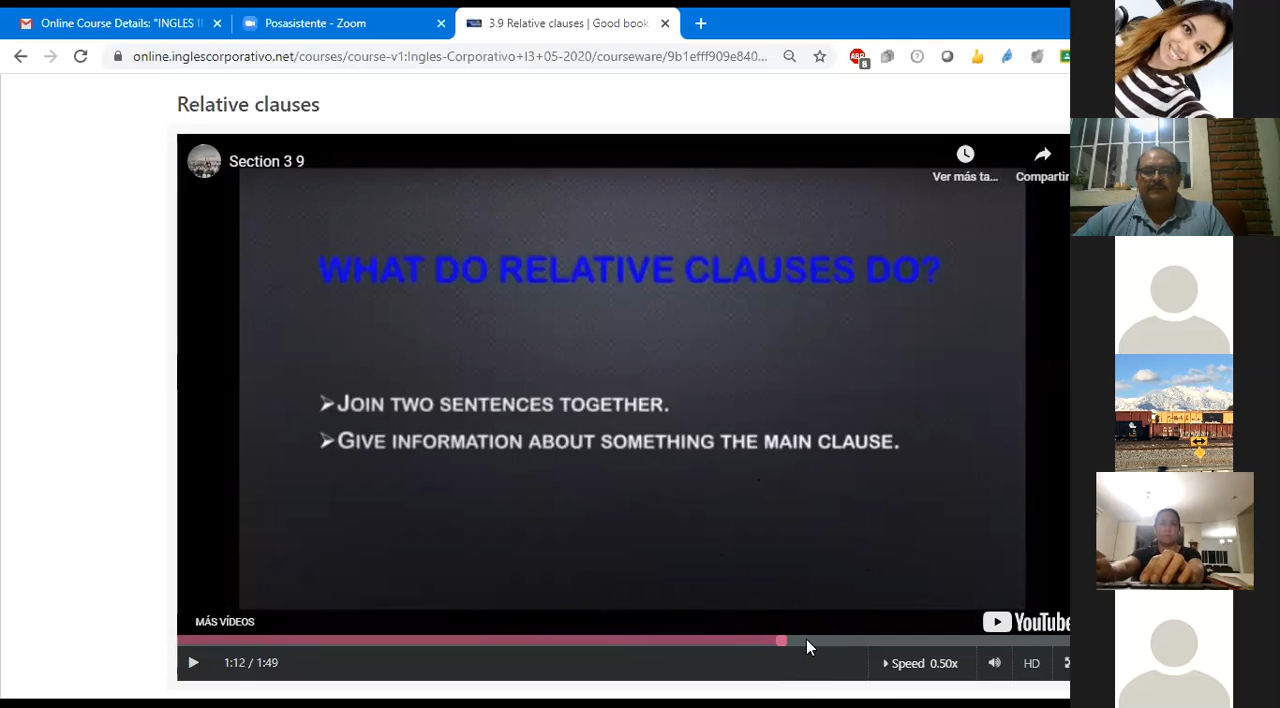 Online Course Details: "INGLES I
Posasistente - Zoom
3.9 Relative clauses | Good book
online.inglescorporativo.net/courses/course-v1:Ingles-Corporativo+I3+05-2020/courseware/9b1efff909e840...
8
Relative clauses
Section 3 9
Ver más ta...
Compartir
WHAT DO RELATIVE CLAUSES DO?
JOIN TWO SENTENCES TOGETHER.
GIVE INFORMATION ABOUT SOMETHING THE MAIN CLAUSE.
MÁS VÍDEOS
YouTube
1:12 / 1:49
Speed 0.50x
HD